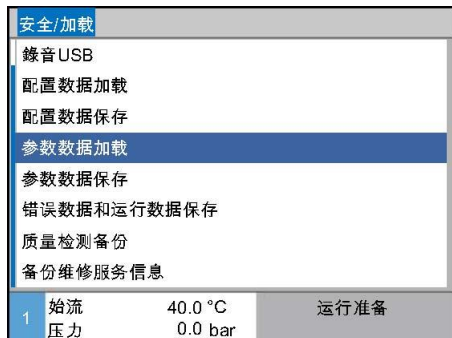 安全/加载
錄音USB
配置数据加载
配置数据保存
参数数据加载
参数数据保存
错误数据和运行数据保存
质量检测备份
备份维修服务信息
1 始流 40.0 °C 运行准备
压力 0.0 bar